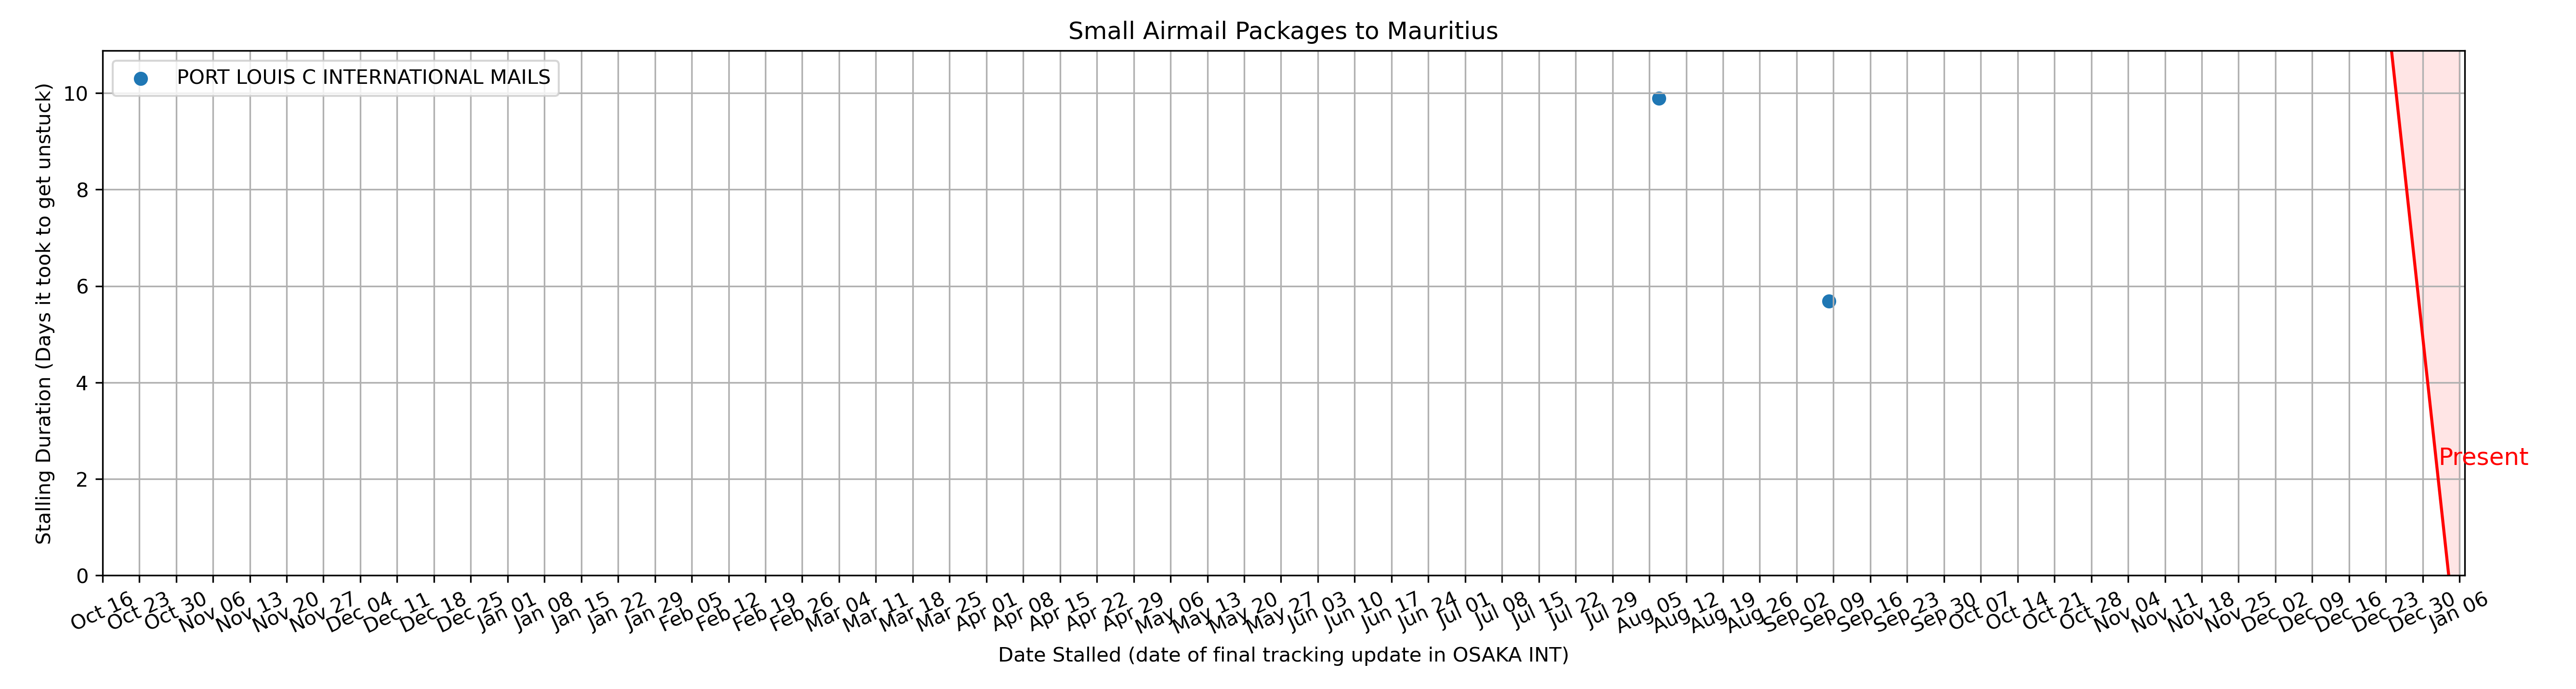 Small Airmail Packages to Mauritius
PORT LOUIS C INTERNATIONAL MAILS
Stalling Duration (Days it took to get unstuck)
10
8
6
4
2
0
Present
Oct 16
Oct 23
Oct 30
Nov 06
Nov 13
Nov 20
Nov 27
Dec 04
Dec 11
Dec 18
Dec 25
Jan 01
Jan 08
Jan 15
Jan 22
Jan 29
Feb 05
Feb 12
Feb 19
Feb 26
Mar 04
Mar 11
Mar 18
Mar 25
Apr 01
Apr 08
Apr 15
Apr 22
Apr 29
May 06
May 13
May 20
May 27
Jun 03
Jun 10
Jun 17
Jun 24
Jul 01
Jul 08
Jul 15
Jul 22
Jul 29
Aug 05
Aug 12
Aug 19
Aug 26
Sep 02
Sep 09
Sep 16
Sep 23
Sep 30
Oct 07
Oct 14
Oct 21
Oct 28
Nov 04
Nov 11
Nov 18
Nov 25
Dec 02
Dec 09
Dec 16
Dec 23
Dec 30
Jan 06
Date Stalled (date of final tracking update in OSAKA INT)